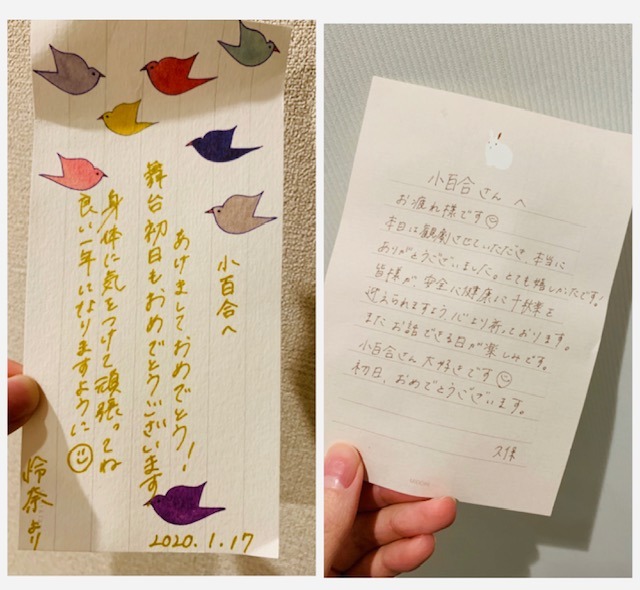 小百合へ
あけましておめでとう!
舞台初日もおめでとうございます
身体に気をつけて頑張ってね
良い一年になりますように
怜奈より
2020.1.17
小百合さんへ
お疲れ様です
本日は観劇させていただき、本当に
ありがとうございました。とても嬉しかったです!
皆様が安全に健康に千秋楽を
迎えられますよう心より祈っております。
またお話できる日が楽しみです。
小百合さん大好きです
初日、おめでとうございます。
久保
MIDORI